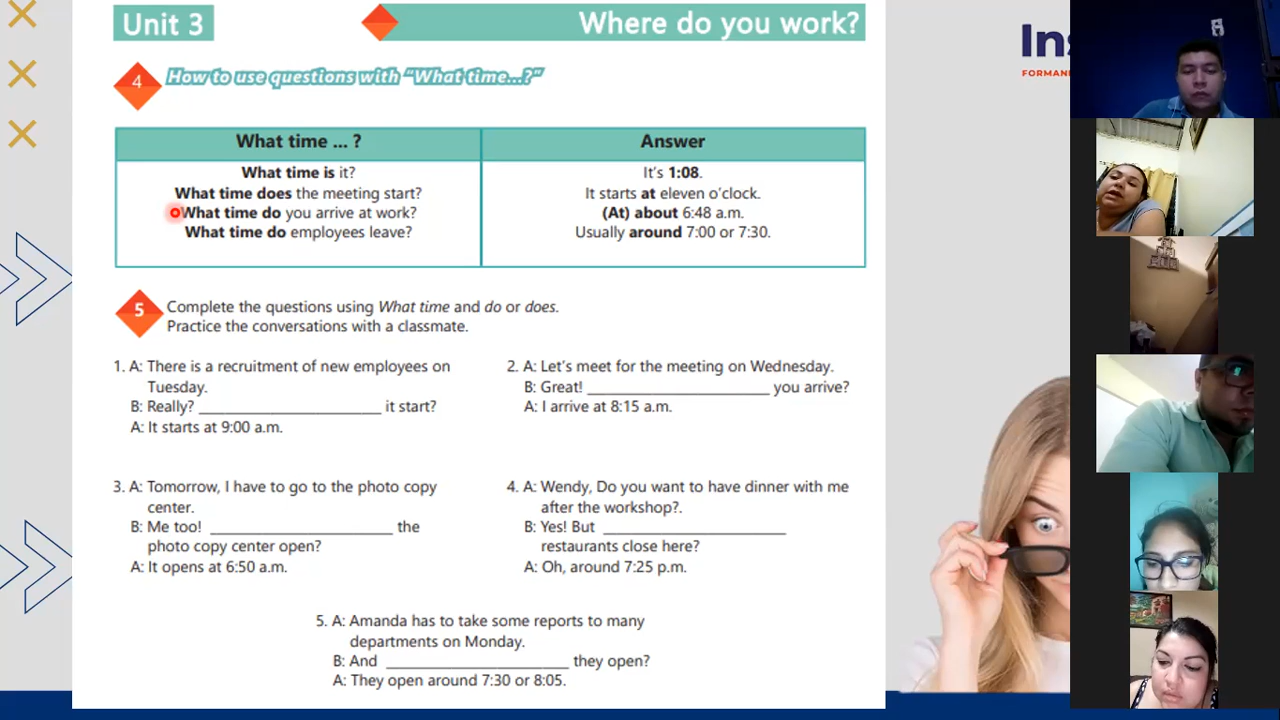 Unit 3
Where do you work?
4
How to use questions with “What time...?”
What time ... ?
Answer
What time is it?
It's 1:08.
What time does the meeting start?
It starts at eleven o'clock.
What time do you arrive at work?
(At) about 6:48 a.m.
What time do employees leave?
Usually around 7:00 or 7:30.
5
Complete the questions using What time and do or does.
Practice the conversations with a classmate.
1. A: There is a recruitment of new employees on
Tuesday.
B: Really? ______________________ it start?
A: It starts at 9:00 a.m.
2. A: Let's meet for the meeting on Wednesday.
B: Great! ______________________ you arrive?
A: I arrive at 8:15 a.m.
3. A: Tomorrow, I have to go to the photo copy
center.
B: Me too! ______________________ the
photo copy center open?
A: It opens at 6:50 a.m.
4. A: Wendy, Do you want to have dinner with me
after the workshop?.
B: Yes! But ______________________
restaurants close here?
A: Oh, around 7:25 p.m.
5. A: Amanda has to take some reports to many
departments on Monday.
B: And ______________________ they open?
A: They open around 7:30 or 8:05.